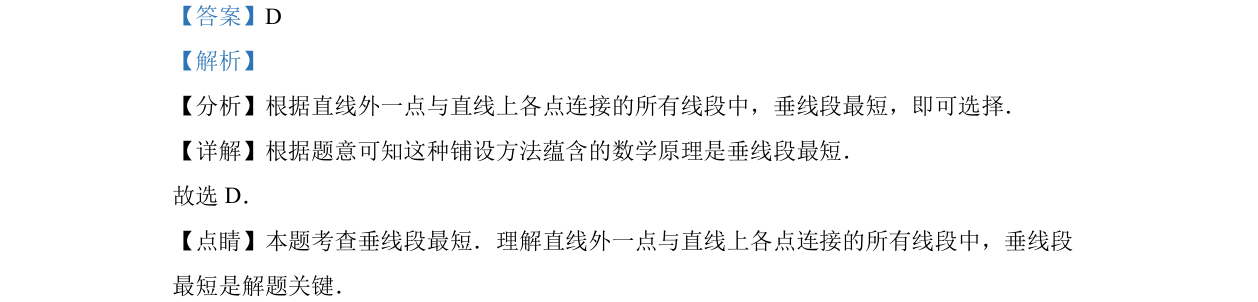 【答案】D
【解析】
【分析】根据直线外一点与直线上各点连接的所有线段中，垂线段最短，即可选择．
【详解】根据题意可知这种铺设方法蕴含的数学原理是垂线段最短．
故选 D．
【点睛】本题考查垂线段最短．理解直线外一点与直线上各点连接的所有线段中，垂线段
最短是解题关键．